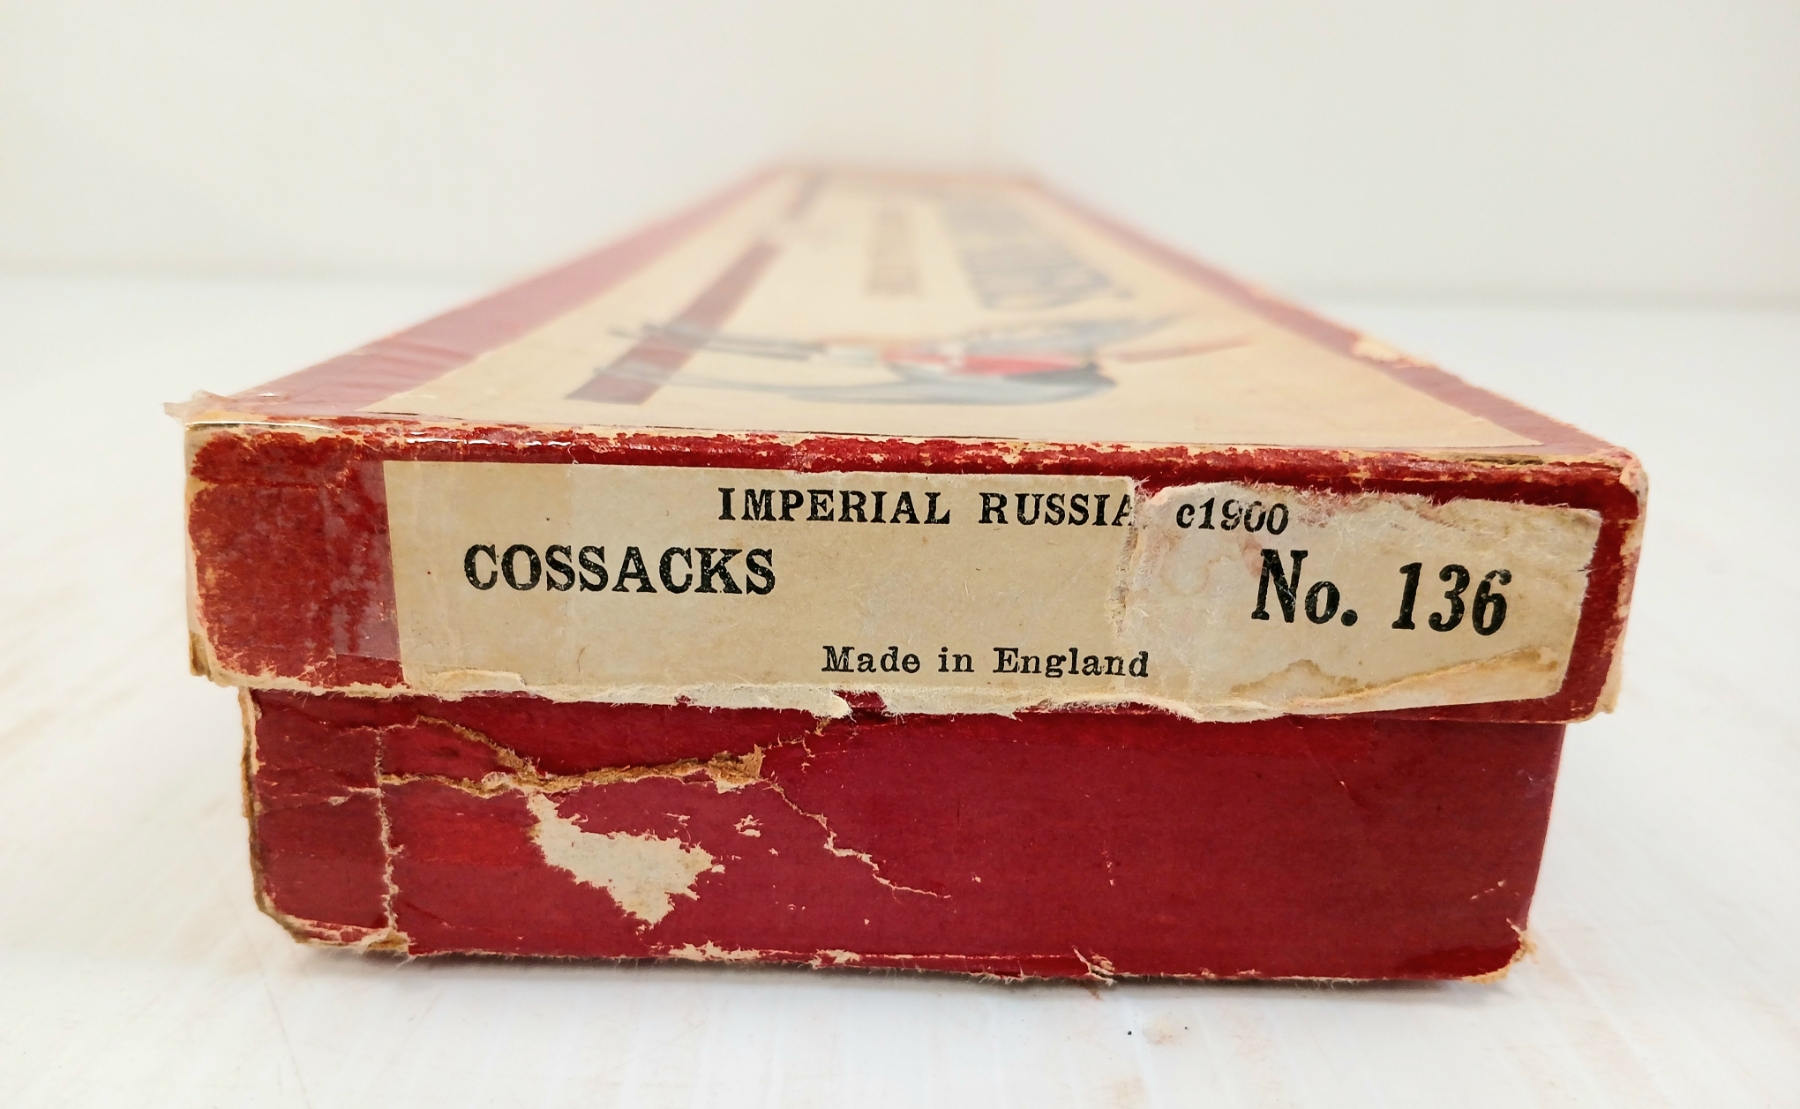 IMPERIAL RUSSIA c1900
COSSACKS
No. 136
Made in England